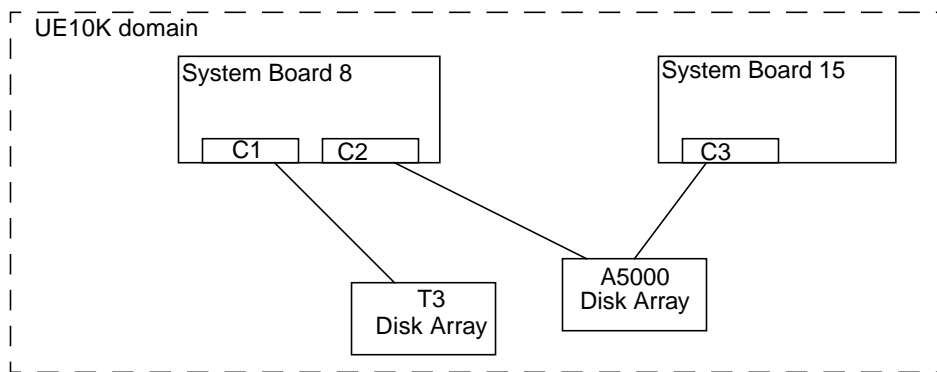 UE10K domain
System Board 8
System Board 15
C1
C2
C3
T3
Disk Array
A5000
Disk Array